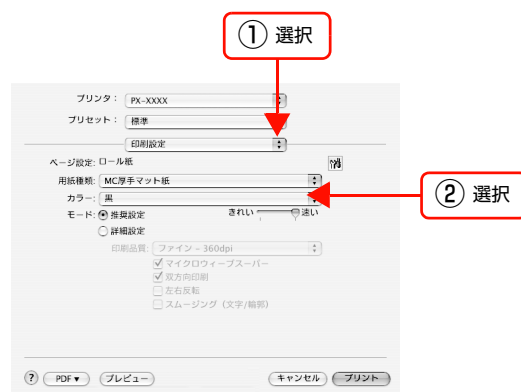 ① 選択
プリンタ： PX-XXXX
プリセット： 標準
印刷設定
ページ設定: ロール紙
用紙種類: MC厚手マット紙
カラー: 黒
② 選択
モード: 推奨設定 きれい 速い
詳細設定
印刷品質: ファイン – 360dpi
マイクロウィーブスーパー
双方向印刷
左右反転
スムージング（文字/輪郭）
? PDF▼ プレビュー キャンセル プリント